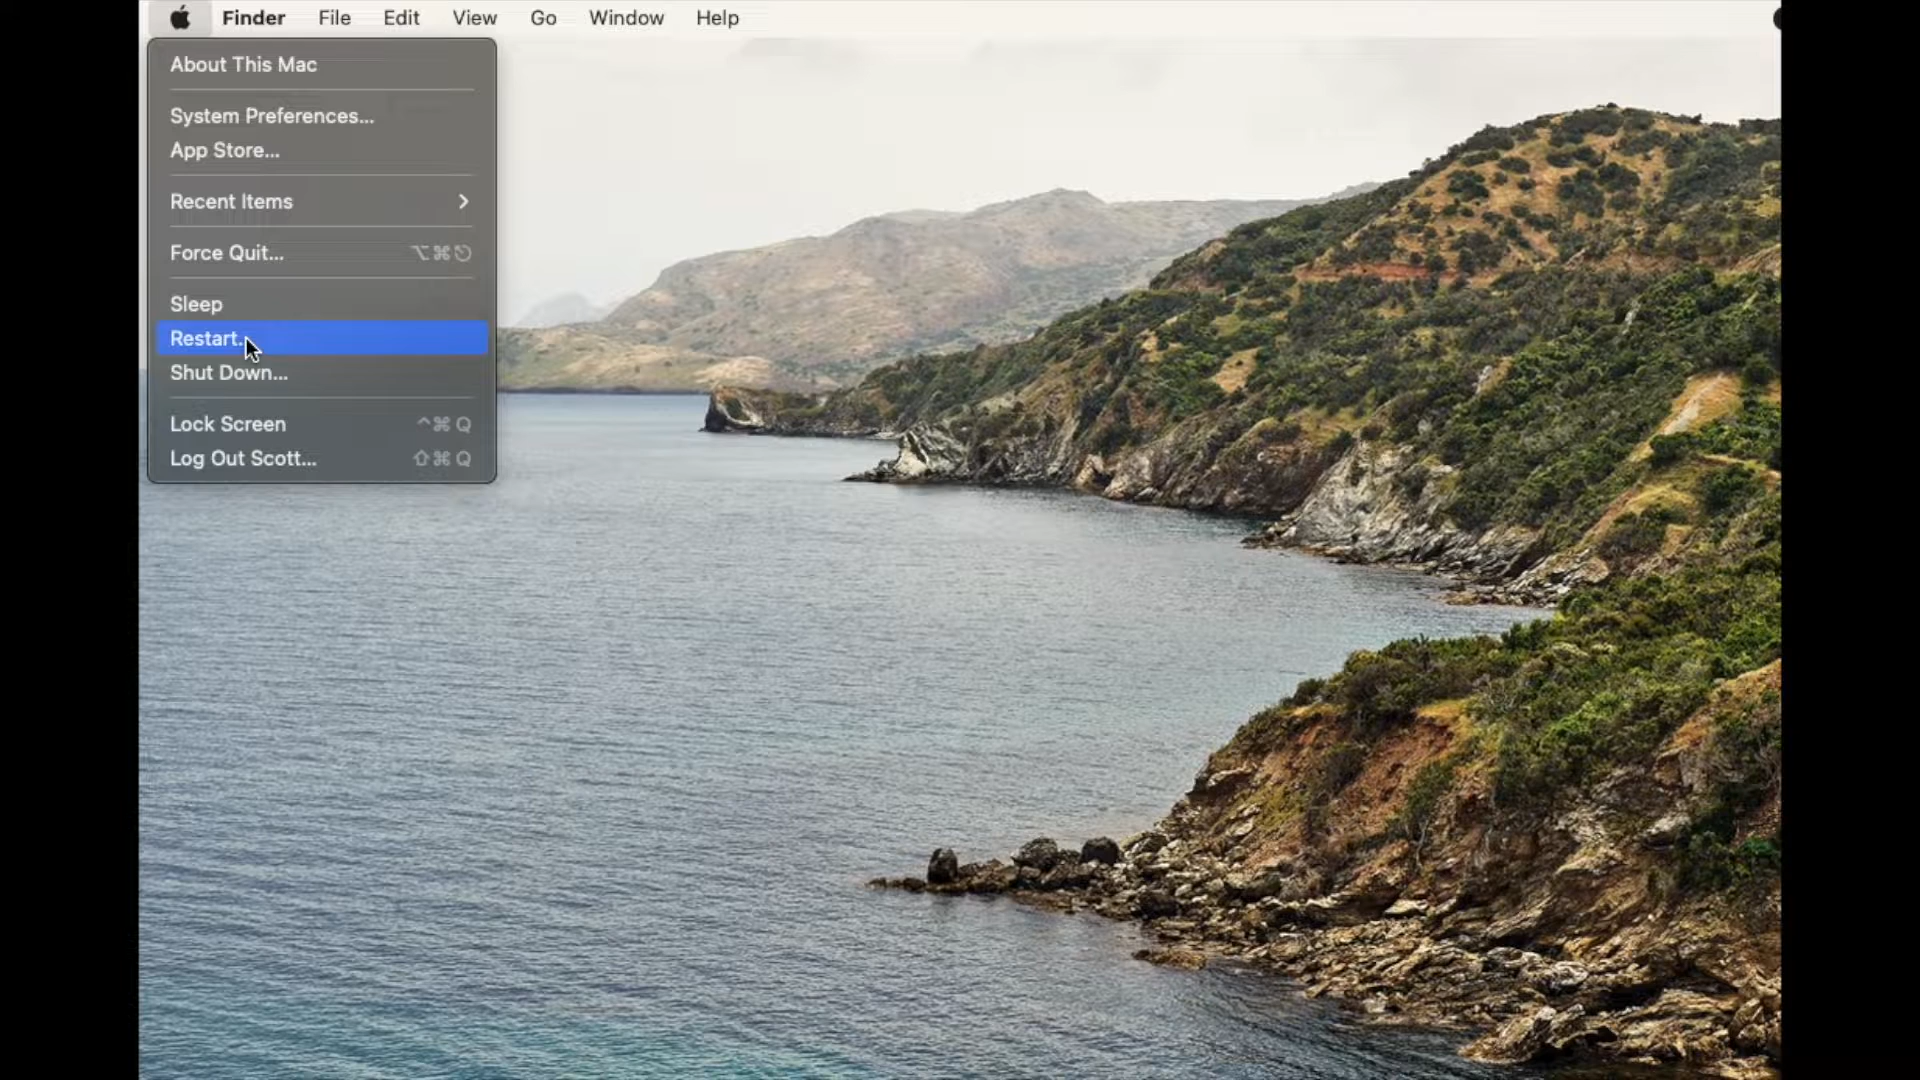 Finder File Edit View Go Window Help
About This Mac
System Preferences...
App Store...
Recent Items
Force Quit... ⌥⌘⎋
Sleep
Restart...
Shut Down...
Lock Screen ^⌘Q
Log Out Scott... ⇧⌘Q